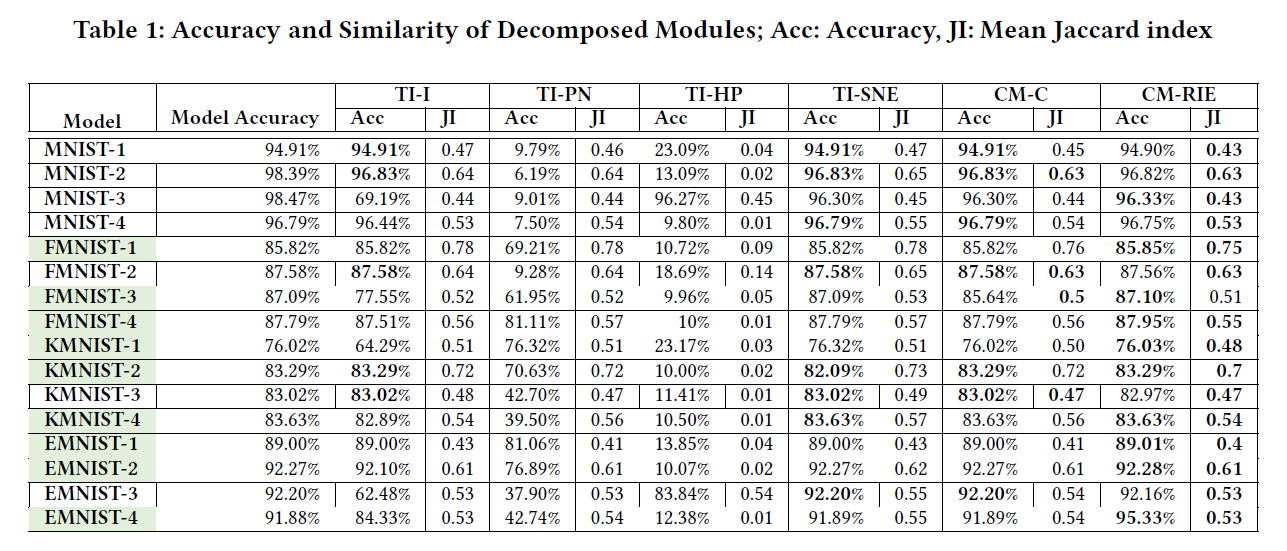 Table 1: Accuracy and Similarity of Decomposed Modules; Acc: Accuracy, JI: Mean Jaccard index
Model Model Accuracy TI-I TI-PN TI-HP TI-SNE CM-C CM-RIE
Acc JI Acc JI Acc JI Acc JI Acc JI Acc JI
MNIST-1 94.91% 94.91% 0.47 9.79% 0.46 23.09% 0.04 94.91% 0.47 94.91% 0.45 94.90% 0.43
MNIST-2 98.39% 96.83% 0.64 6.19% 0.64 13.09% 0.02 96.83% 0.65 96.83% 0.63 96.82% 0.63
MNIST-3 98.47% 69.19% 0.44 9.01% 0.44 96.27% 0.45 96.30% 0.45 96.30% 0.44 96.33% 0.43
MNIST-4 96.79% 96.44% 0.53 7.50% 0.54 9.80% 0.01 96.79% 0.55 96.79% 0.54 96.75% 0.53
FMNIST-1 85.82% 85.82% 0.78 69.21% 0.78 10.72% 0.09 85.82% 0.78 85.82% 0.76 85.85% 0.75
FMNIST-2 87.58% 87.58% 0.64 9.28% 0.64 18.69% 0.14 87.58% 0.65 87.58% 0.63 87.56% 0.63
FMNIST-3 87.09% 77.55% 0.52 61.95% 0.52 9.96% 0.05 87.09% 0.53 85.64% 0.5 87.10% 0.51
FMNIST-4 87.79% 87.51% 0.56 81.11% 0.57 10% 0.01 87.79% 0.57 87.79% 0.56 87.95% 0.55
KMNIST-1 76.02% 64.29% 0.51 76.32% 0.51 23.17% 0.03 76.32% 0.51 76.02% 0.50 76.03% 0.48
KMNIST-2 83.29% 83.29% 0.72 70.63% 0.72 10.00% 0.02 82.09% 0.73 83.29% 0.72 83.29% 0.7
KMNIST-3 83.02% 83.02% 0.48 42.70% 0.47 11.41% 0.01 83.02% 0.49 83.02% 0.47 82.97% 0.47
KMNIST-4 83.63% 82.89% 0.54 39.50% 0.56 10.50% 0.01 83.63% 0.57 83.63% 0.56 83.63% 0.54
EMNIST-1 89.00% 89.00% 0.43 81.06% 0.41 13.85% 0.04 89.00% 0.43 89.00% 0.41 89.01% 0.4
EMNIST-2 92.27% 92.10% 0.61 76.89% 0.61 10.07% 0.02 92.27% 0.62 92.27% 0.61 92.28% 0.61
EMNIST-3 92.20% 62.48% 0.53 37.90% 0.53 83.84% 0.54 92.20% 0.55 92.20% 0.54 92.16% 0.53
EMNIST-4 91.88% 84.33% 0.53 42.74% 0.54 12.38% 0.01 91.89% 0.55 91.89% 0.54 95.33% 0.53